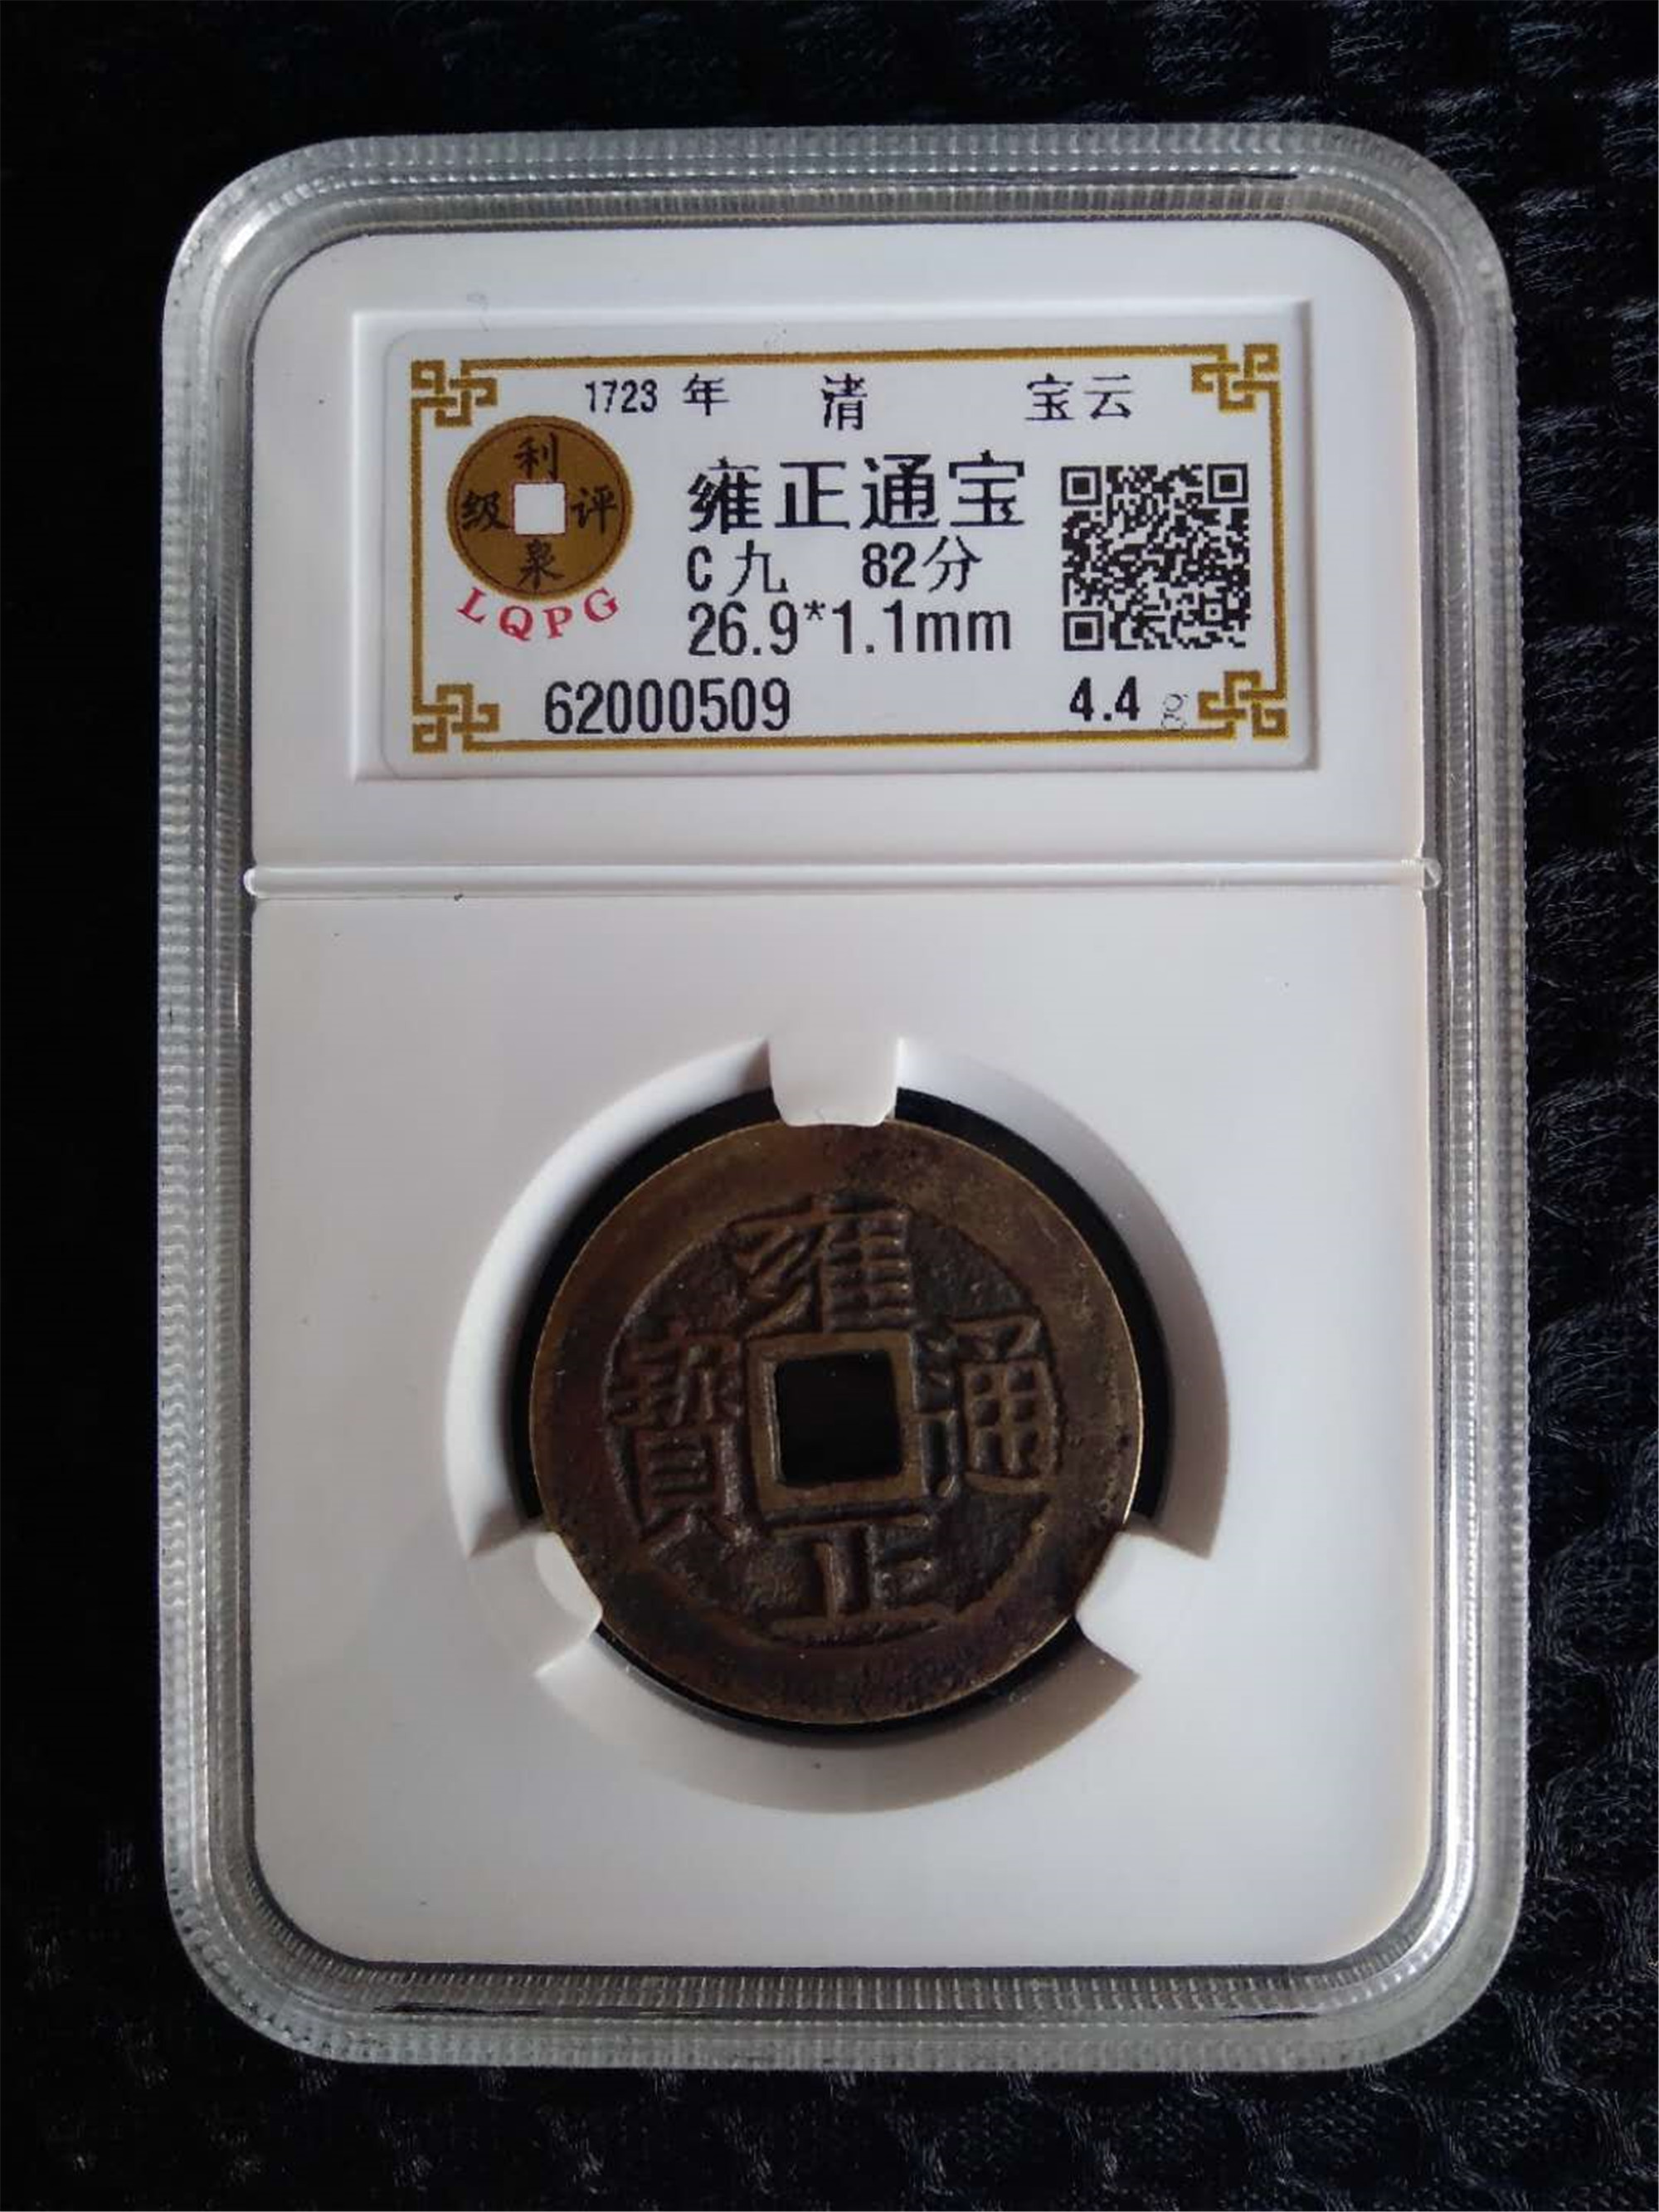 1723 年 清 宝云
利泉评级
LQPG
雍正通宝
C 九 82分
26.9*1.1mm
62000509 4.4 g
雍正通寶